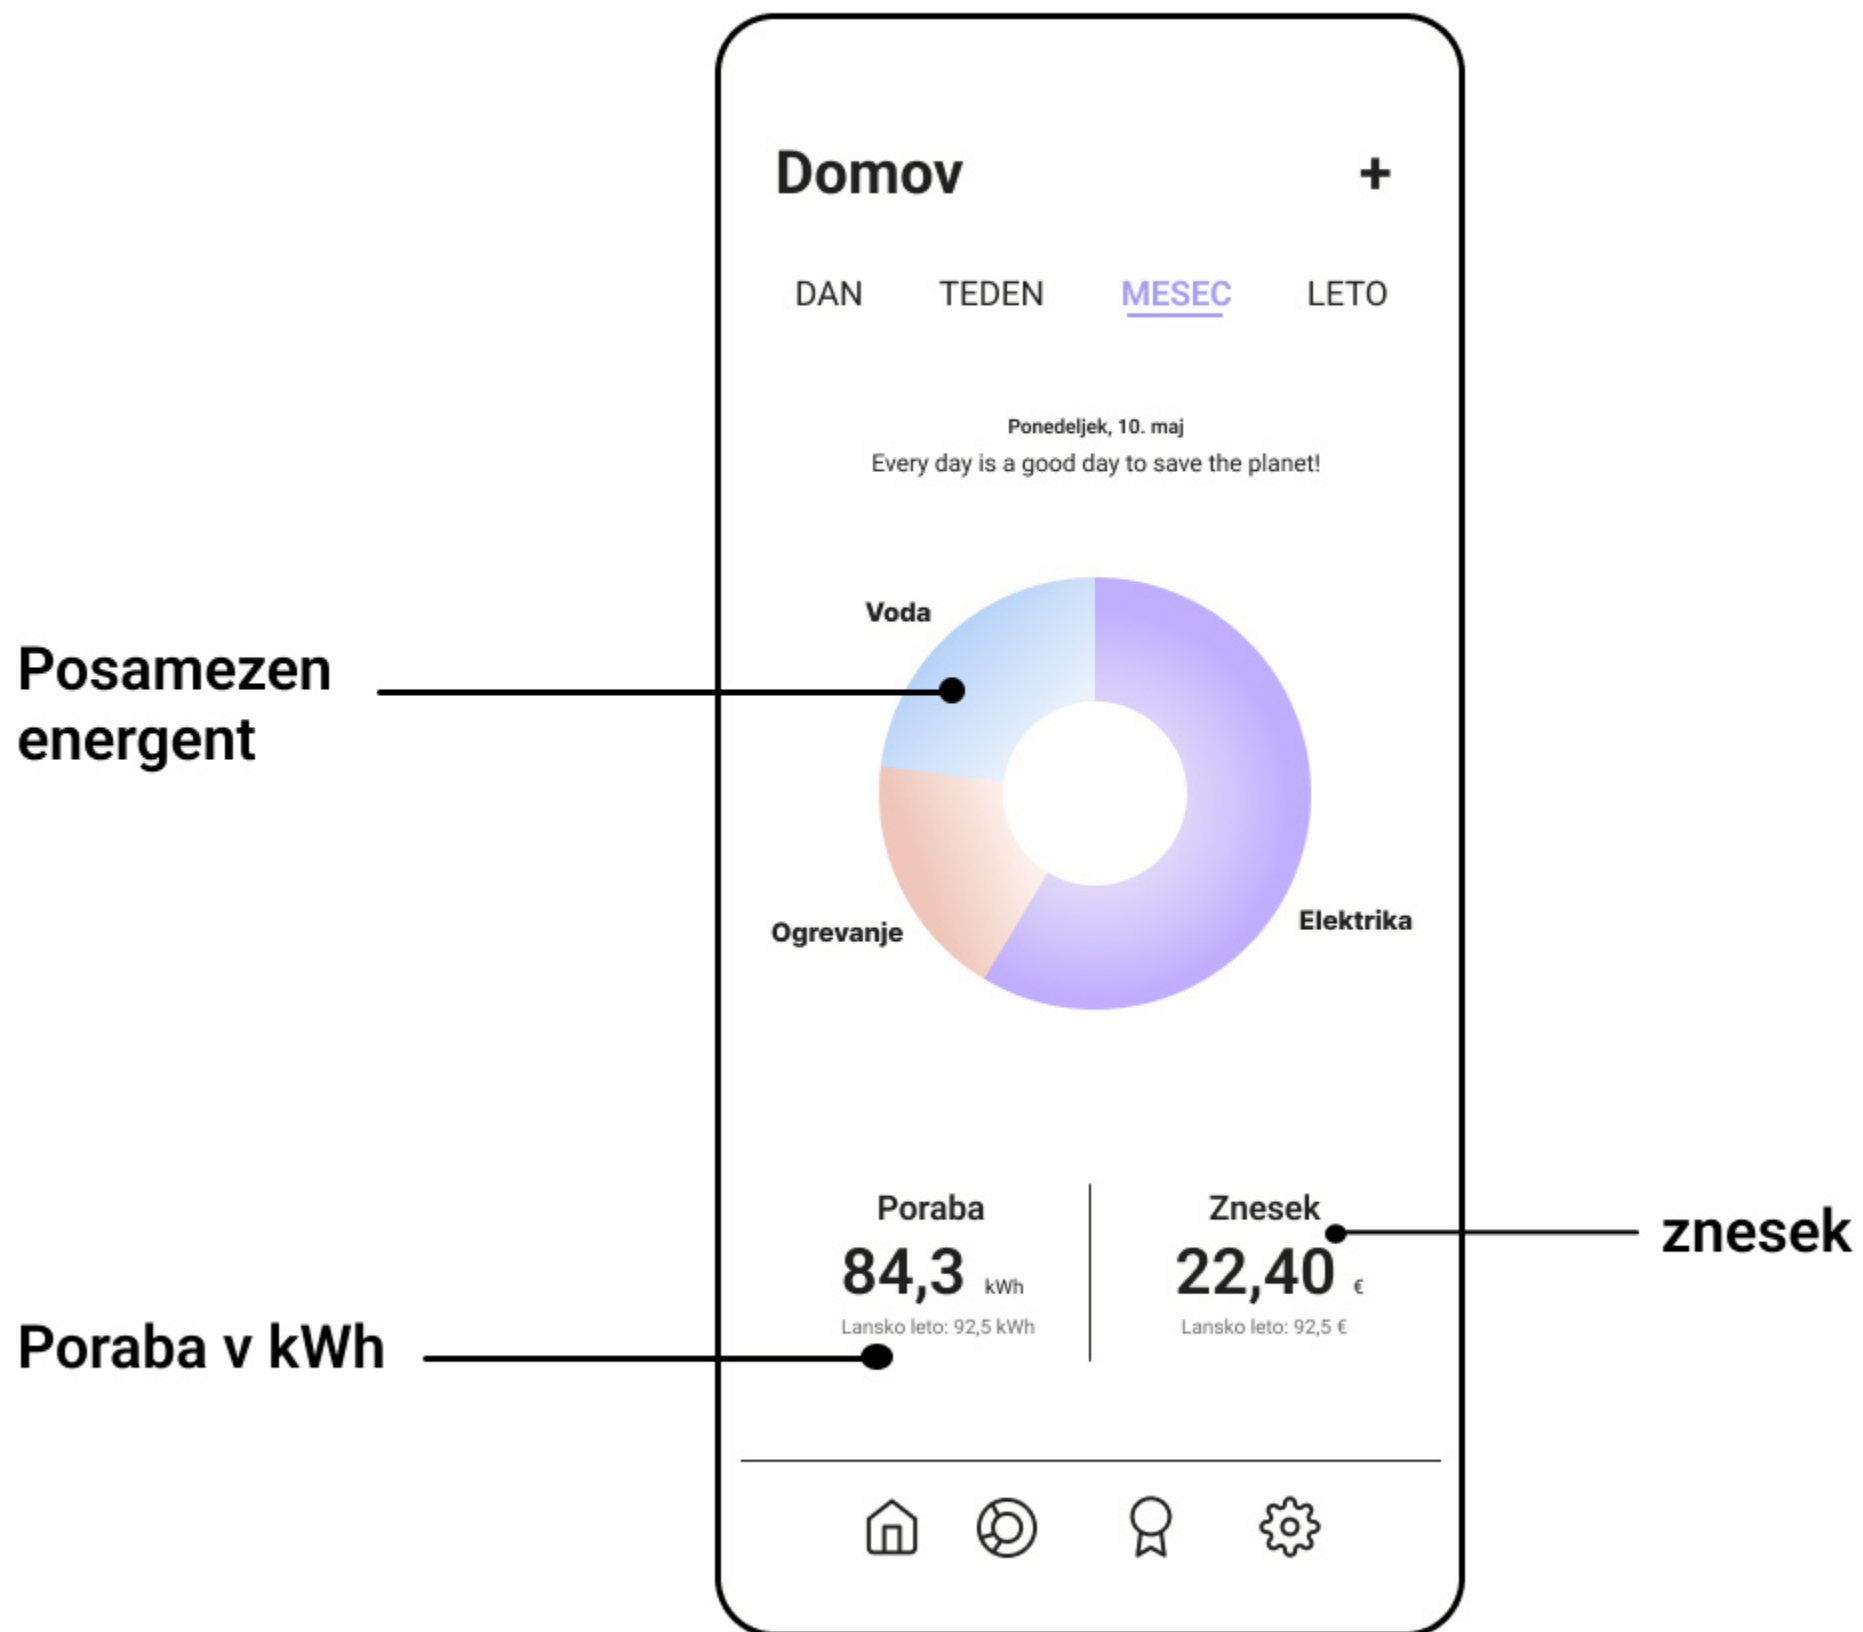 Domov +
DAN TEDEN MESEC LETO
Ponedeljek, 10. maj
Every day is a good day to save the planet!
Voda
Posamezen
energent
Elektrika
Ogrevanje
Poraba
84,3 kWh
Lansko leto: 92,5 kWh
Znesek
22,40 €
Lansko leto: 92,5 €
znesek
Poraba v kWh